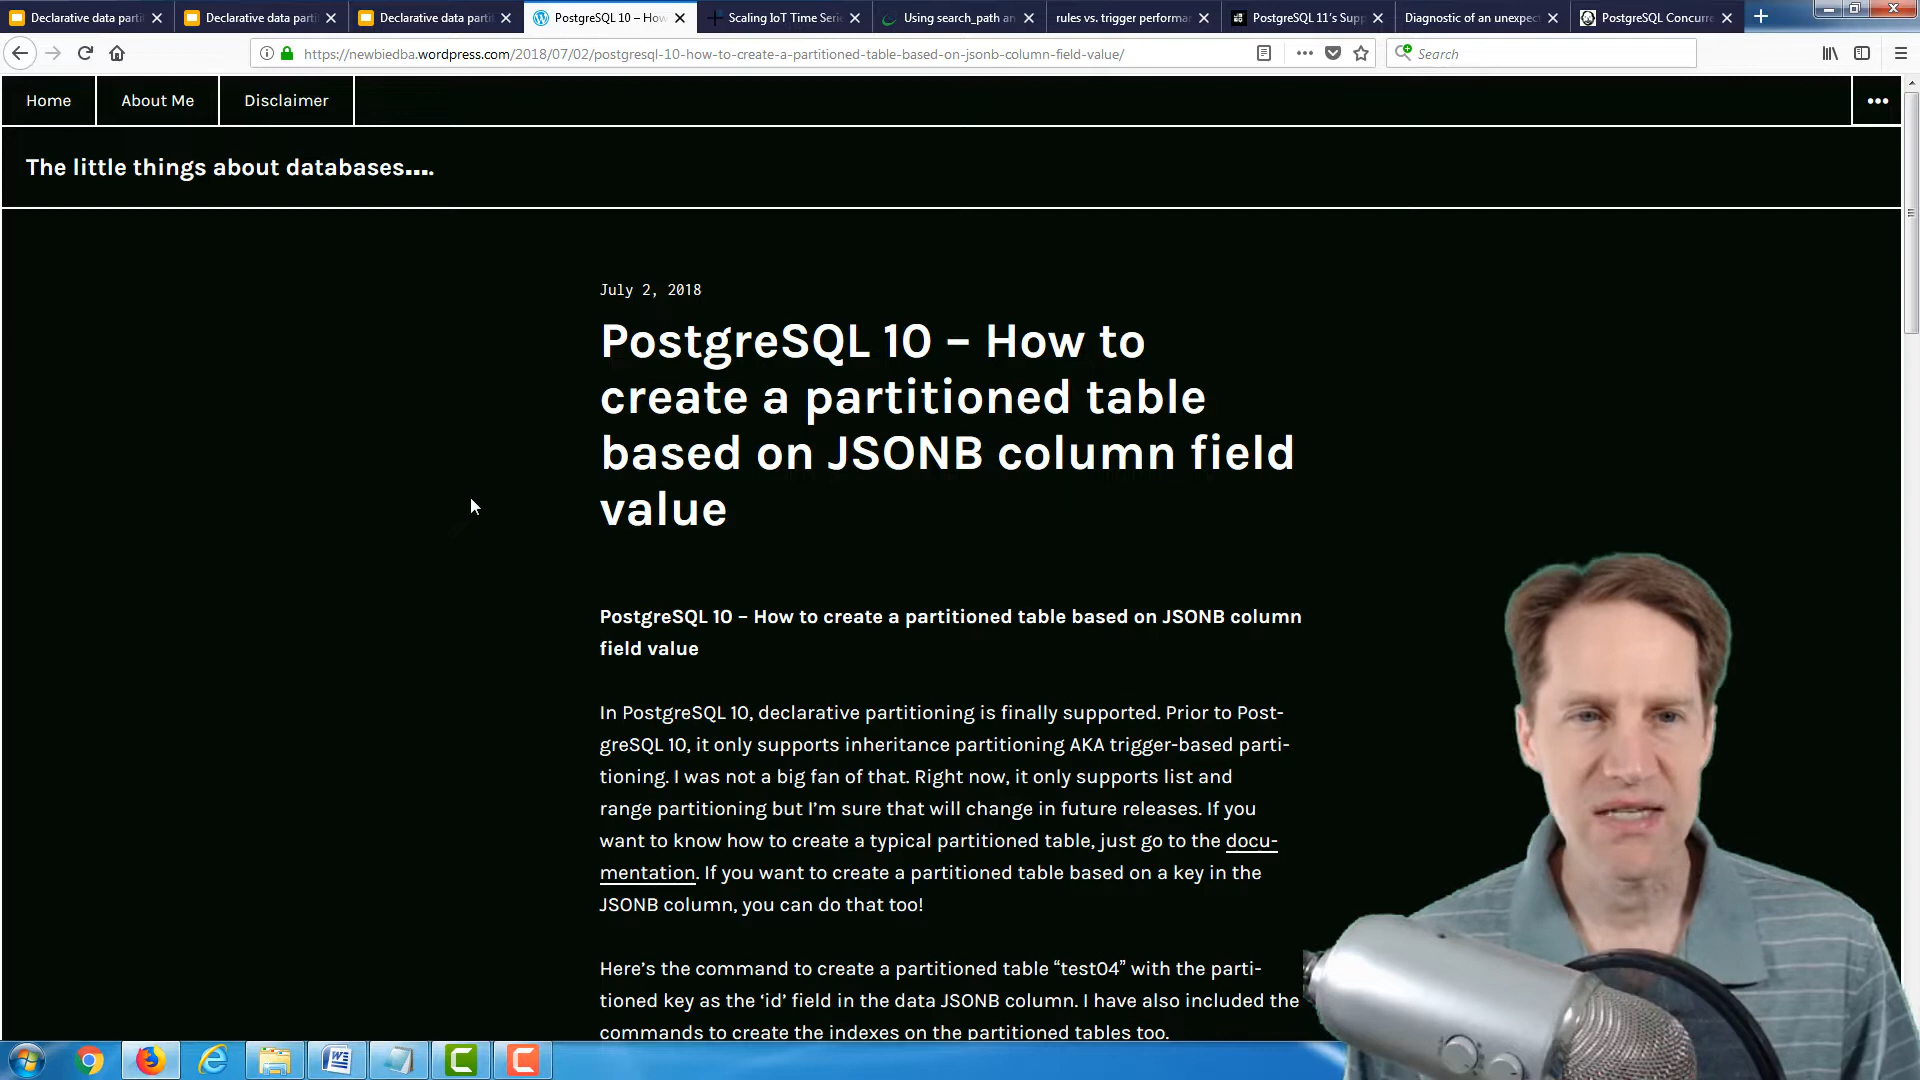 Declarative data parti
Declarative data parti
Declarative data parti
PostgreSQL 10 – How
Scaling IoT Time Seri
Using search_path an
rules vs. trigger performa
PostgreSQL 11's Supp
Diagnostic of an unexpec
PostgreSQL Concurre
https://newbiedba.wordpress.com/2018/07/02/postgresql-10-how-to-create-a-partitioned-table-based-on-jsonb-column-field-value/
Search
Home
About Me
Disclaimer
The little things about databases....
July 2, 2018
PostgreSQL 10 – How to
create a partitioned table
based on JSONB column field
value
PostgreSQL 10 – How to create a partitioned table based on JSONB column
field value
In PostgreSQL 10, declarative partitioning is finally supported. Prior to Post-
greSQL 10, it only supports inheritance partitioning AKA trigger-based parti-
tioning. I was not a big fan of that. Right now, it only supports list and
range partitioning but I'm sure that will change in future releases. If you
want to know how to create a typical partitioned table, just go to the docu-
mentation. If you want to create a partitioned table based on a key in the
JSONB column, you can do that too!
Here's the command to create a partitioned table “test04” with the parti-
tioned key as the ‘id’ field in the data JSONB column. I have also included the
commands to create the indexes on the partitioned tables too.